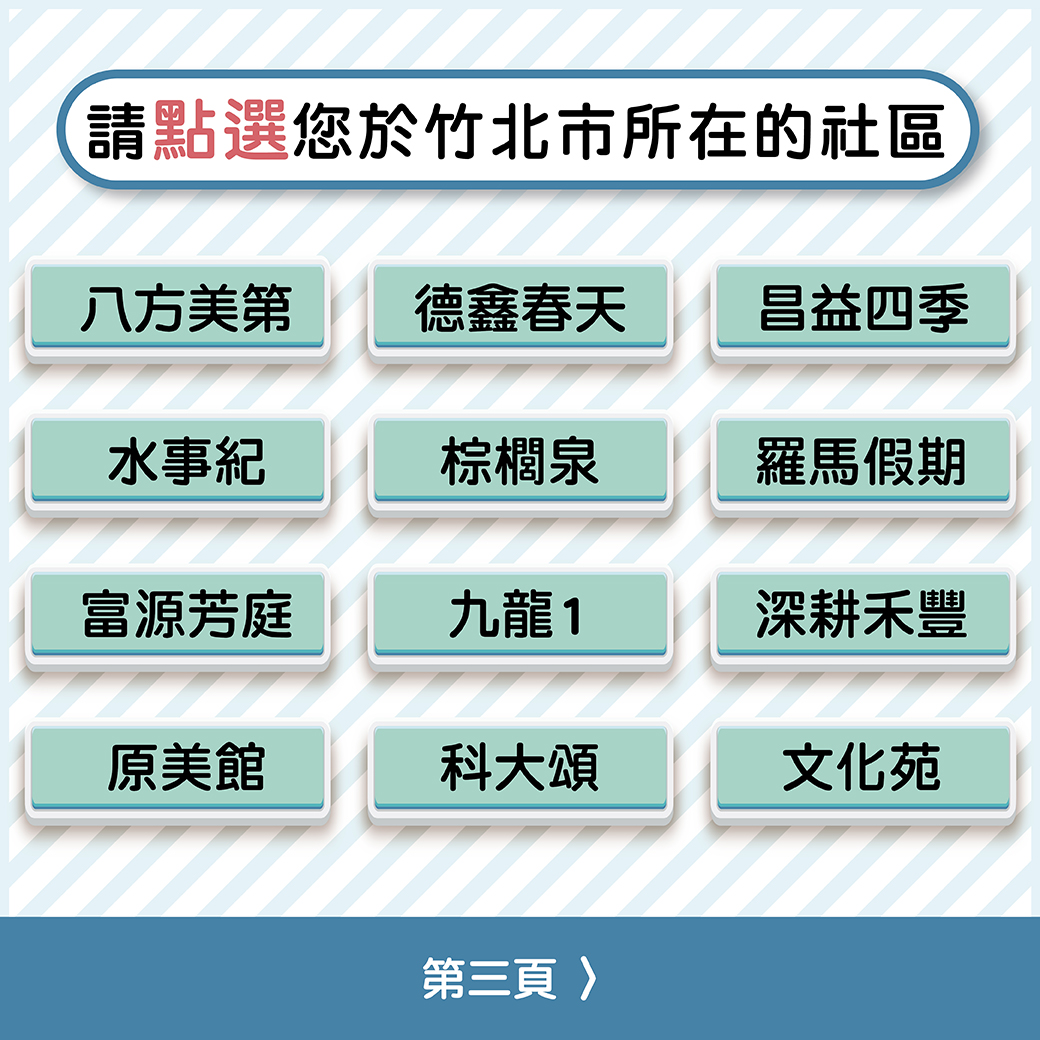 請點選您於竹北市所在的社區
八方美第
德鑫春天
昌益四季
水事紀
棕櫚泉
羅馬假期
富源芳庭
九龍1
深耕禾豐
原美館
科大頌
文化苑
第三頁 〉